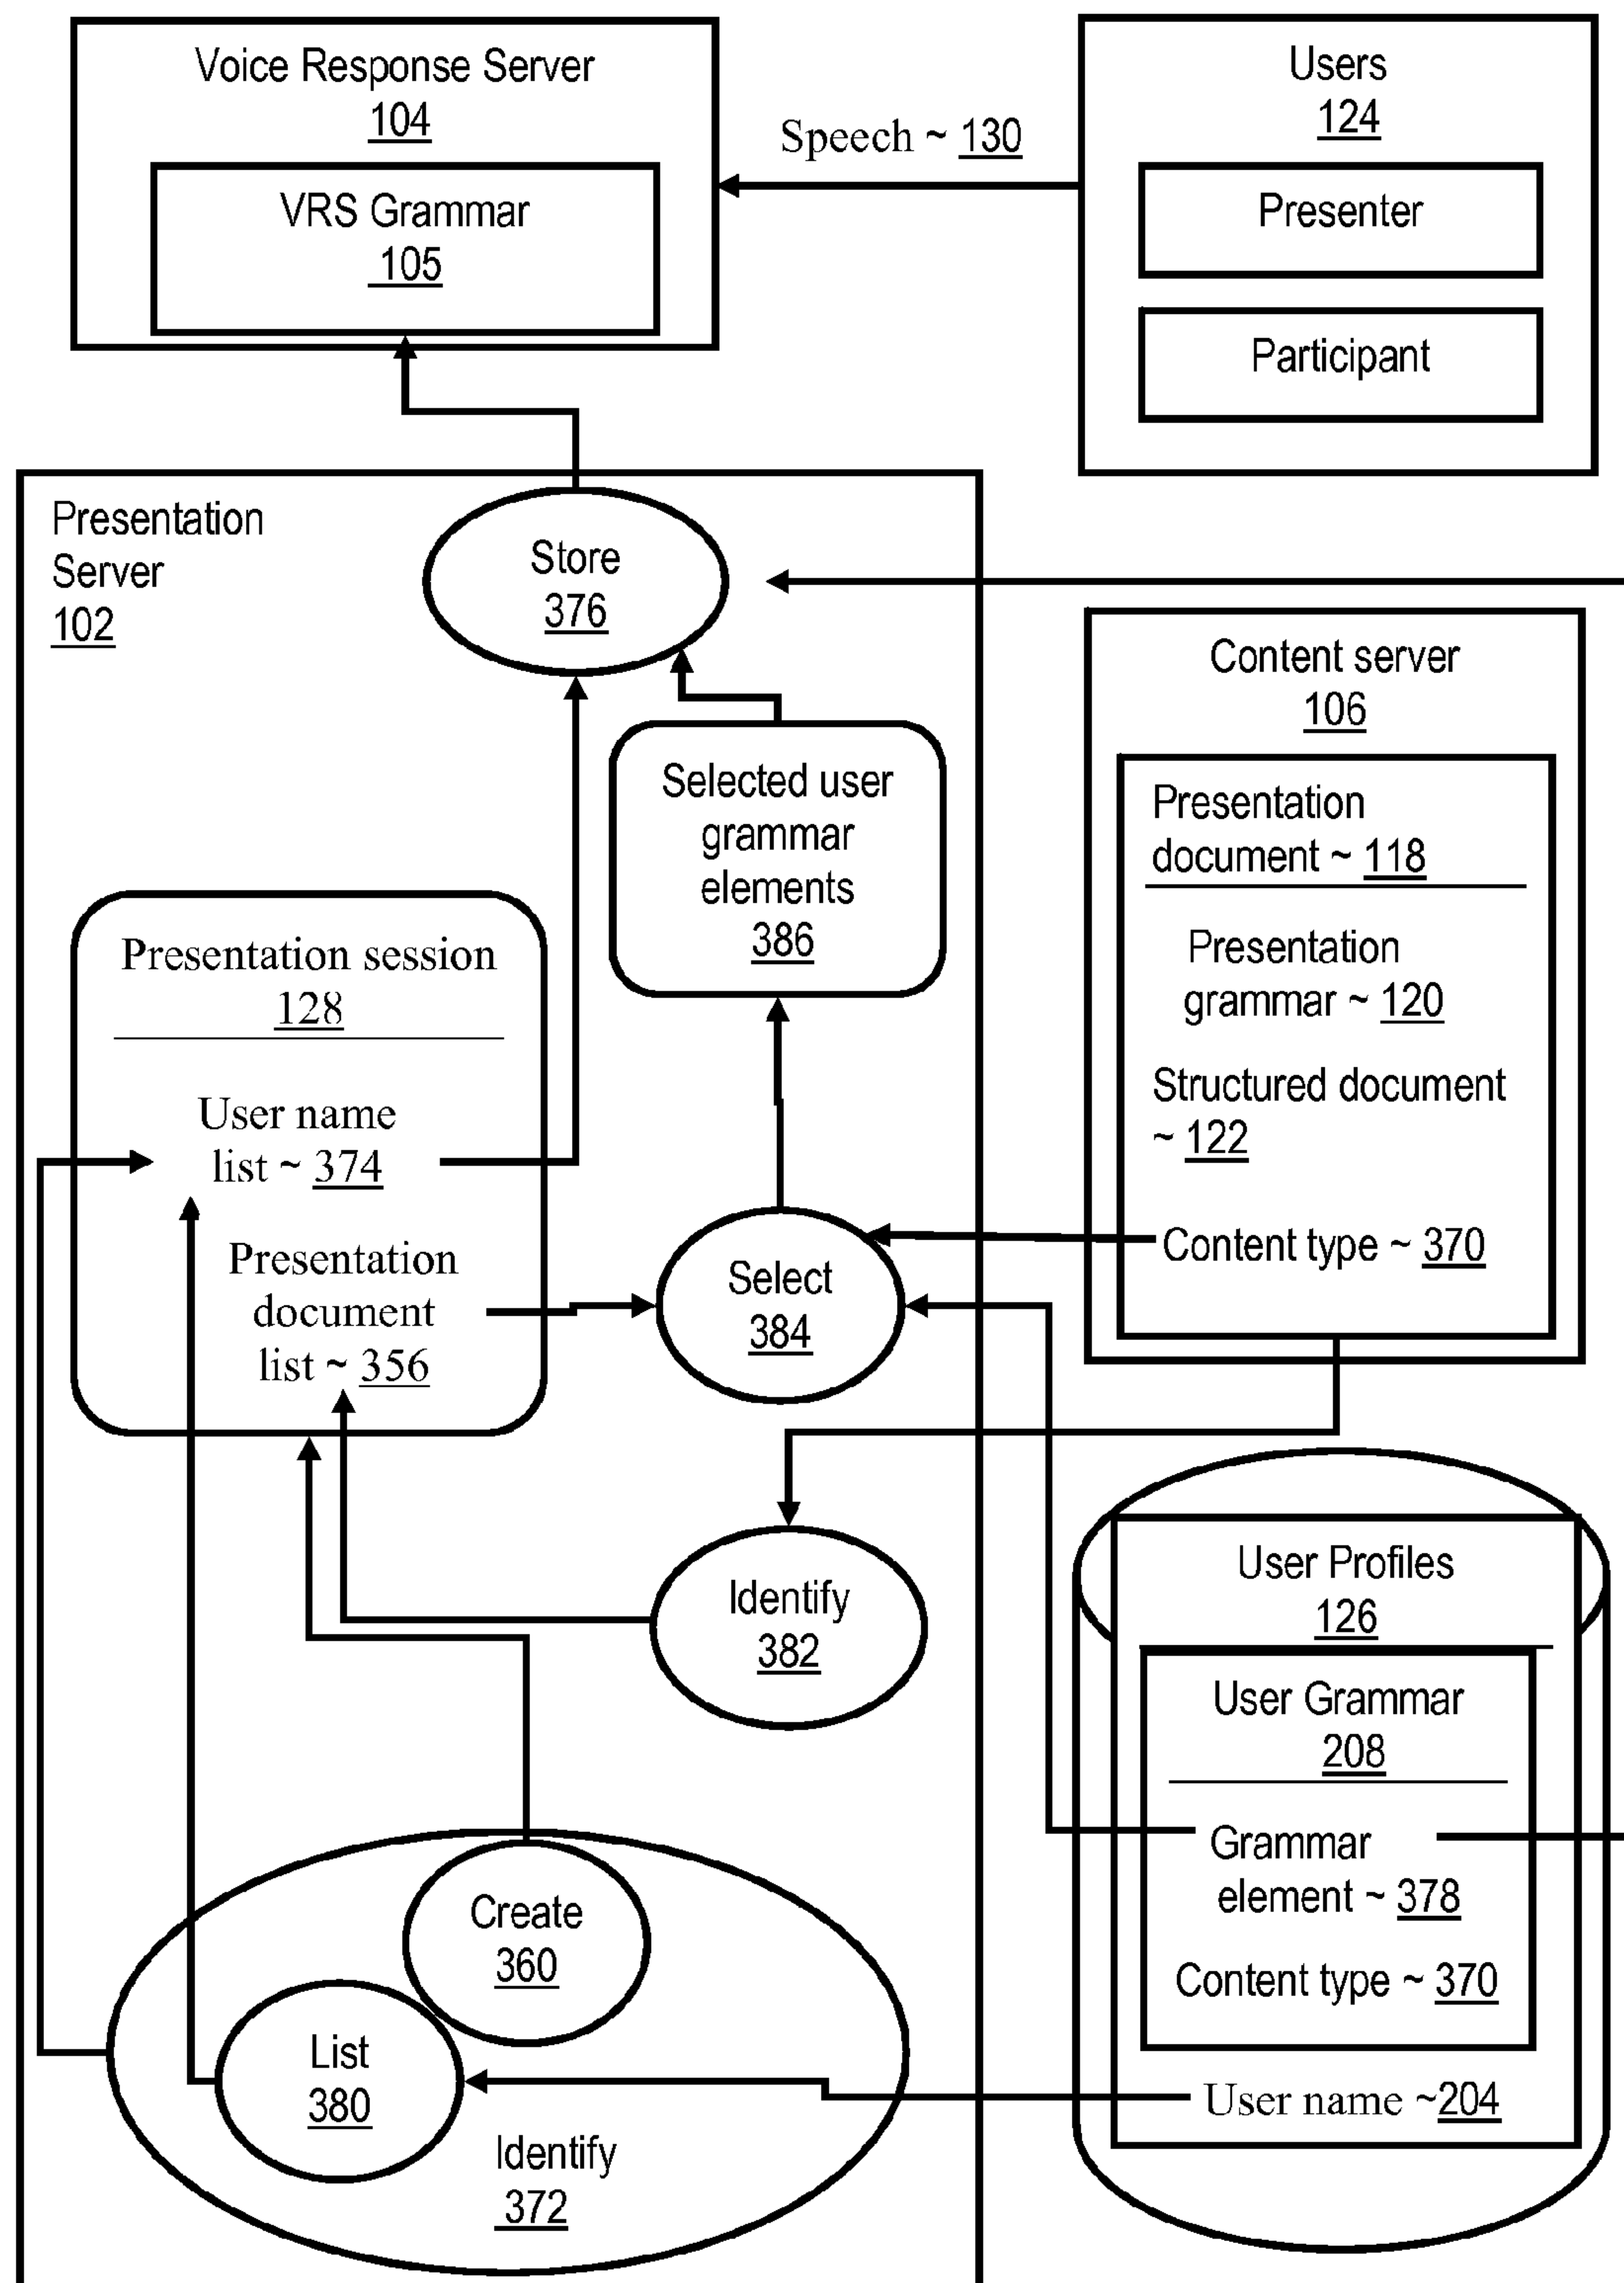 Voice Response Server
104
VRS Grammar
105
Speech ~ 130
Users
124
Presenter
Participant
Presentation
Server
102
Store
376
Selected user
grammar
elements
386
Content server
106
Presentation
document ~ 118
Presentation
grammar ~ 120
Structured document
~ 122
Content type ~ 370
Presentation session
128
User name
list ~ 374
Presentation
document
list ~ 356
Select
384
Identify
382
User Profiles
126
User Grammar
208
Grammar
element ~ 378
Content type ~ 370
User name ~204
Create
360
List
380
Identify
372